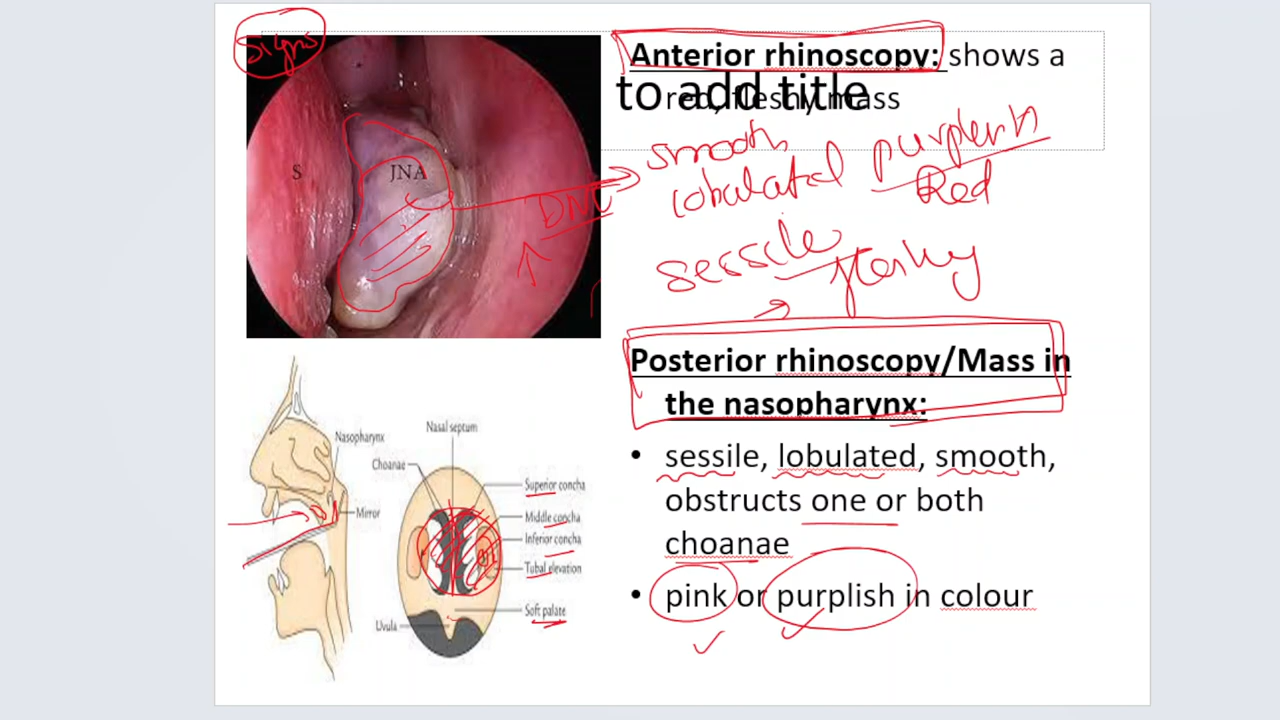 Signs
Anterior rhinoscopy: shows a
to add title
red, fleshy mass
S
JNA
smooth,
lobulated purplish
Red
sessile
fleshy
Posterior rhinoscopy/Mass in
the nasopharynx:
• sessile, lobulated, smooth,
obstructs one or both
choanae
• pink or purplish in colour
Nasopharynx
Mirror
Nasal septum
Choanae
Superior concha
Middle concha
Inferior concha
Tubal elevation
Soft palate
Uvula